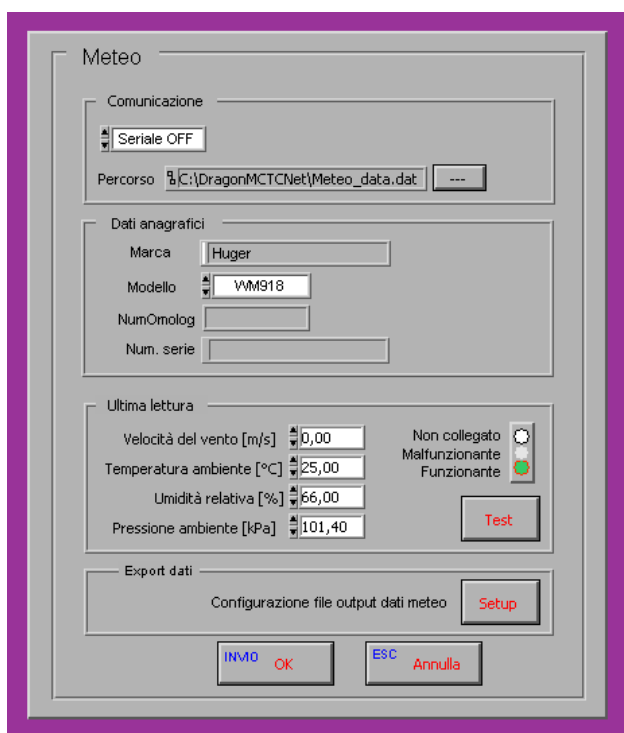 Meteo
Comunicazione
Seriale OFF
Percorso C:\DragonMCTCNet\Meteo_data.dat ---
Dati anagrafici
Marca Huger
Modello WM918
NumOmolog
Num. serie
Ultima lettura
Velocità del vento [m/s] 0,00
Temperatura ambiente [°C] 25,00
Umidità relativa [%] 66,00
Pressione ambiente [kPa] 101,40
Non collegato
Malfunzionante
Funzionante
Test
Export dati
Configurazione file output dati meteo Setup
INVIO OK
ESC Annulla